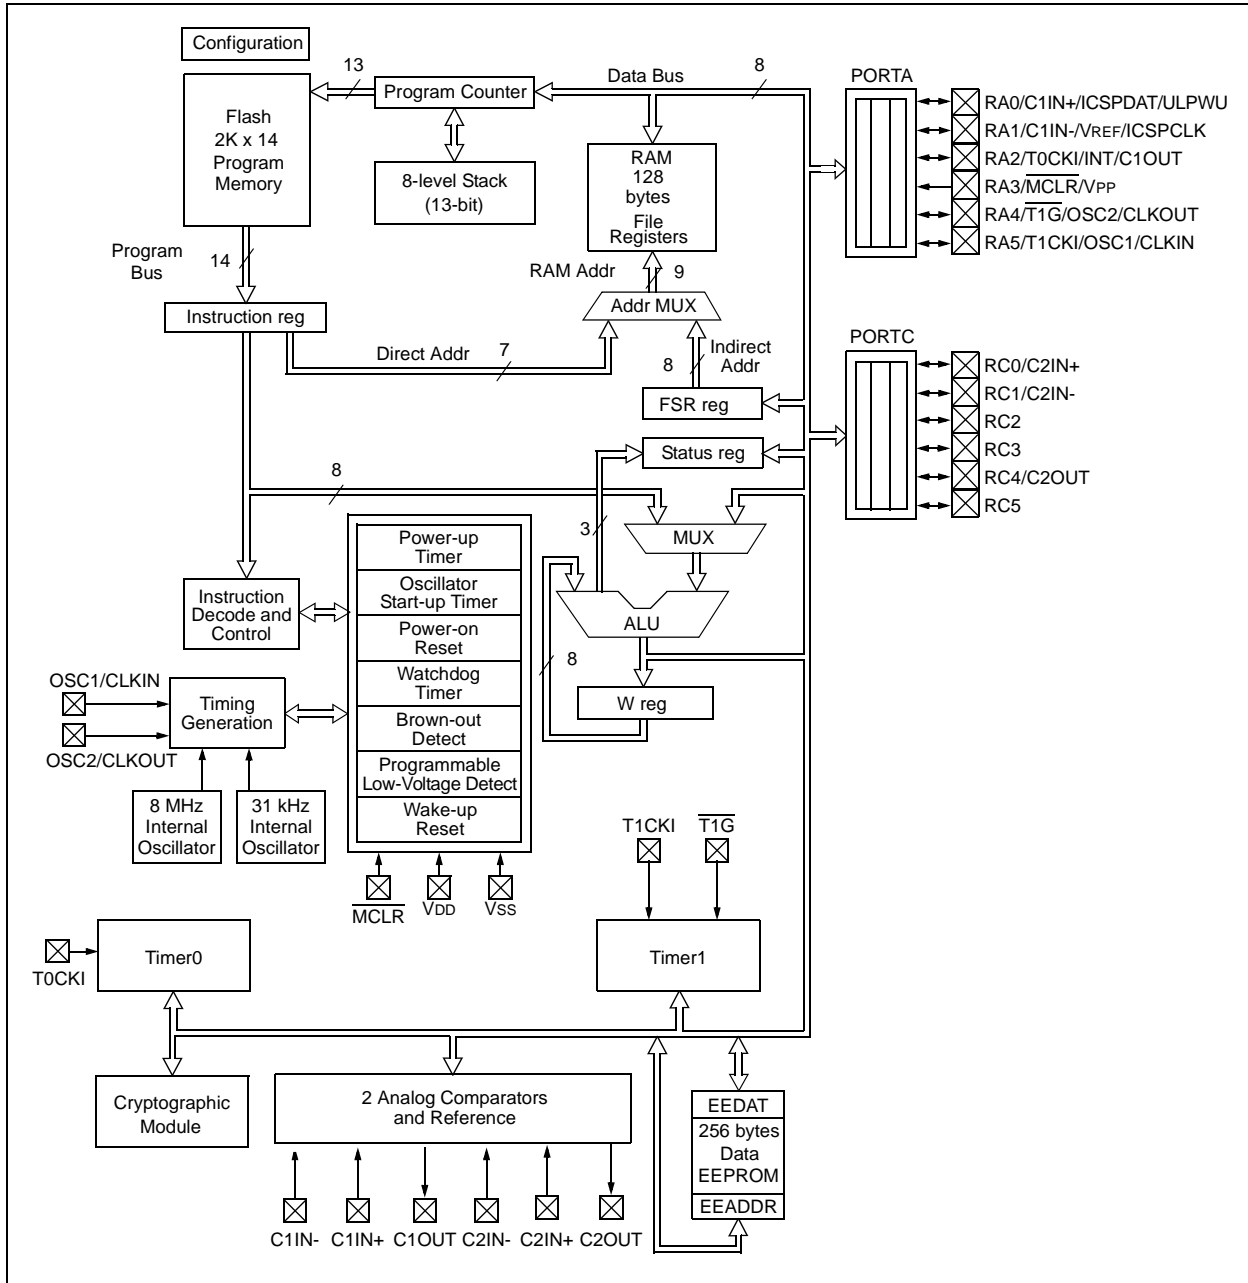 Configuration
13
Program Counter
Data Bus
8
Flash
2K x 14
Program
Memory
8-level Stack
(13-bit)
RAM
128
bytes
File
Registers
PORTA
RA0/C1IN+/ICSPDAT/ULPWU
RA1/C1IN-/VREF/ICSPCLK
RA2/T0CKI/INT/C1OUT
RA3/MCLR/VPP
RA4/T1G/OSC2/CLKOUT
RA5/T1CKI/OSC1/CLKIN
Program
Bus
14
RAM Addr
9
Addr MUX
Instruction reg
Direct Addr
7
Indirect
Addr
8
FSR reg
Status reg
PORTC
RC0/C2IN+
RC1/C2IN-
RC2
RC3
RC4/C2OUT
RC5
8
3
MUX
ALU
8
W reg
Instruction
Decode and
Control
Power-up
Timer
Oscillator
Start-up Timer
Power-on
Reset
Watchdog
Timer
Brown-out
Detect
Programmable
Low-Voltage Detect
Wake-up
Reset
OSC1/CLKIN
Timing
Generation
OSC2/CLKOUT
8 MHz
Internal
Oscillator
31 kHz
Internal
Oscillator
MCLR
VDD
VSS
T1CKI
T1G
T0CKI
Timer0
Timer1
Cryptographic
Module
2 Analog Comparators
and Reference
EEDAT
256 bytes
Data
EEPROM
EEADDR
C1IN-
C1IN+
C1OUT
C2IN-
C2IN+
C2OUT